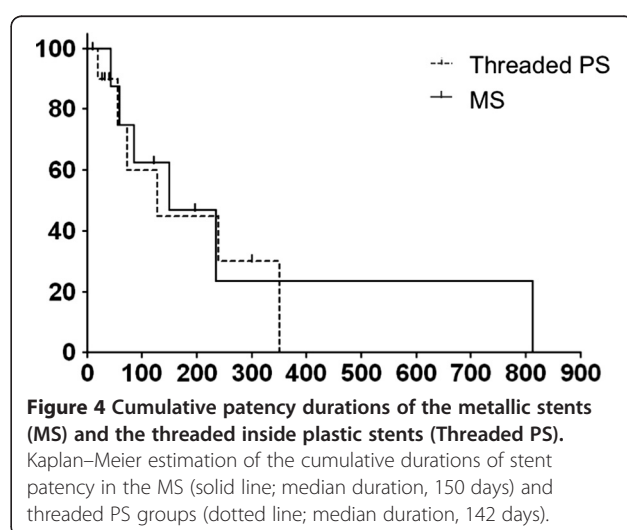 100
80
60
40
20
0
Threaded PS
MS
0 100 200 300 400 500 600 700 800 900
Figure 4 Cumulative patency durations of the metallic stents
(MS) and the threaded inside plastic stents (Threaded PS).
Kaplan–Meier estimation of the cumulative durations of stent
patency in the MS (solid line; median duration, 150 days) and
threaded PS groups (dotted line; median duration, 142 days).